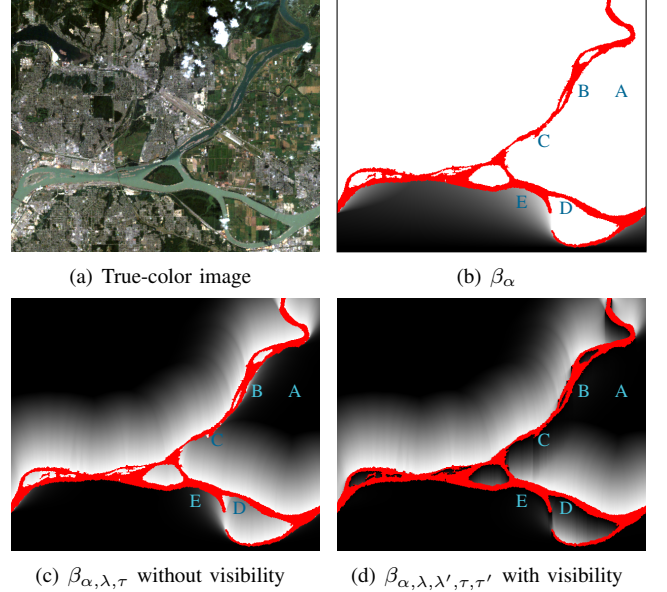 B A
C
E D
(a) True-color image
(b) βα
B A
C
E D
B A
C
E D
(c) βα,λ,τ without visibility
(d) βα,λ,λ′,τ,τ′ with visibility